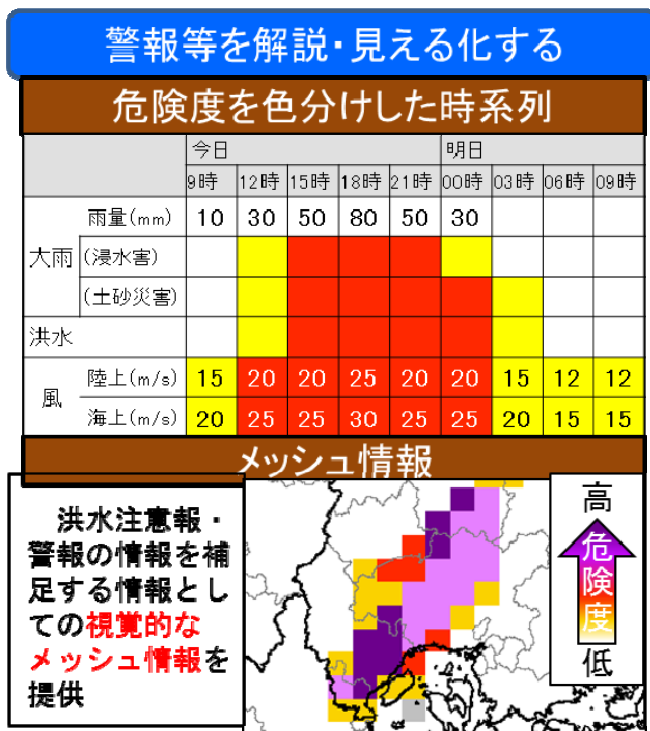 警報等を解説・見える化する
危険度を色分けした時系列
今日 明日
9時 12時 15時 18時 21時 00時 03時 06時 09時
大雨 雨量(mm) 10 30 50 80 50 30
(浸水害)
(土砂災害)
洪水
風 陸上(m/s) 15 20 20 25 20 20 15 12 12
海上(m/s) 20 25 25 30 25 25 20 15 15
メッシュ情報
洪水注意報・
警報の情報を補
足する情報とし
ての視覚的な
メッシュ情報を
提供
高
危険度
低